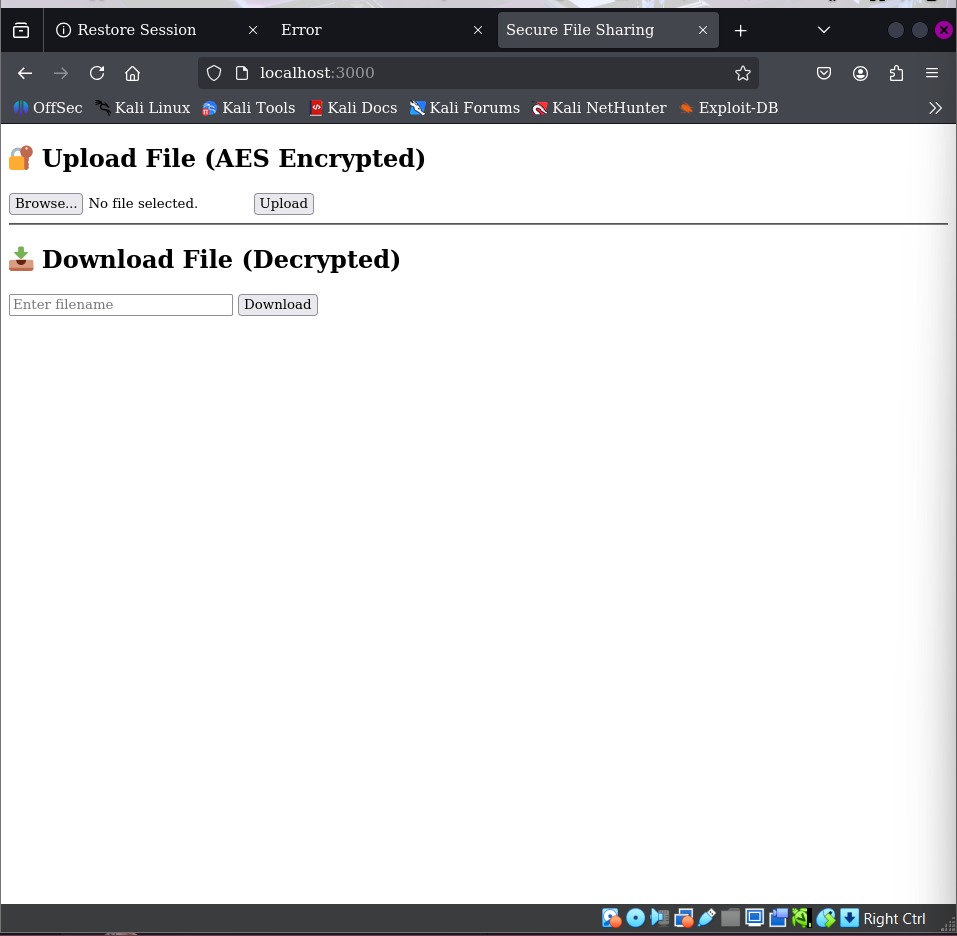 Restore Session
Error
Secure File Sharing
localhost:3000
OffSec
Kali Linux
Kali Tools
Kali Docs
Kali Forums
Kali NetHunter
Exploit-DB
Upload File (AES Encrypted)
Browse... No file selected. Upload
Download File (Decrypted)
Enter filename Download
Right Ctrl